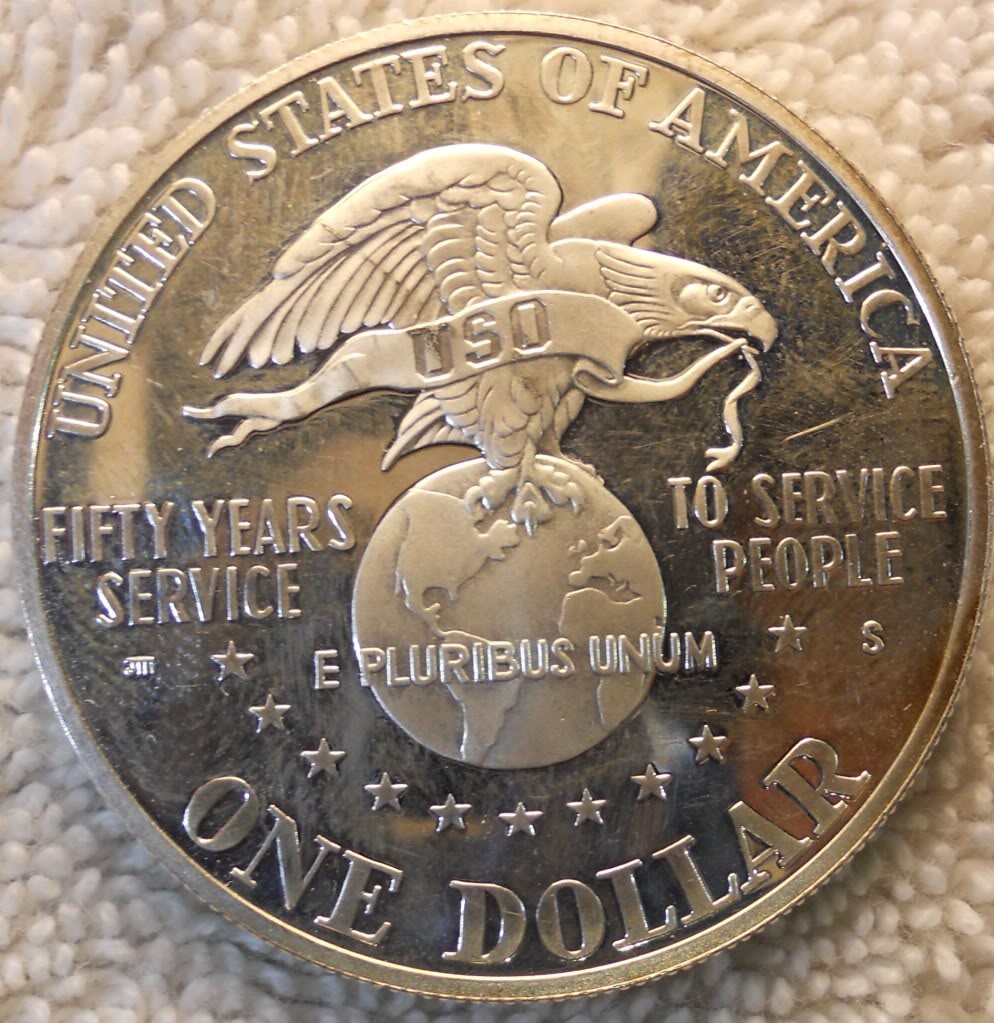 UNITED STATES OF AMERICA
USO
FIFTY YEARS
SERVICE
TO SERVICE
PEOPLE
S
E PLURIBUS UNUM
ONE DOLLAR